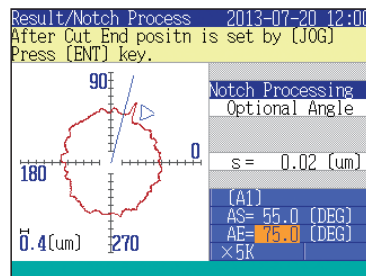 Result/Notch Process 2013-07-20 12:00
After Cut End positn is set by [JOG]
Press [ENT] key.
90
Notch Processing
Optional Angle
0
180
s = 0.02 (um)
(A1)
AS= 55.0 (DEG)
AE= 75.0 (DEG)
×5K
0.4(um)
270